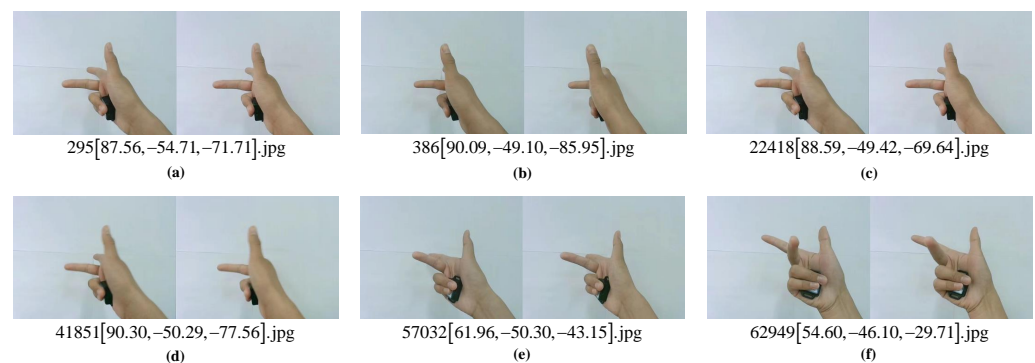 295[87.56,−54.71,−71.71].jpg
386[90.09,−49.10,−85.95].jpg
22418[88.59,−49.42,−69.64].jpg
(a)
(b)
(c)
41851[90.30,−50.29,−77.56].jpg
57032[61.96,−50.30,−43.15].jpg
62949[54.60,−46.10,−29.71].jpg
(d)
(e)
(f)